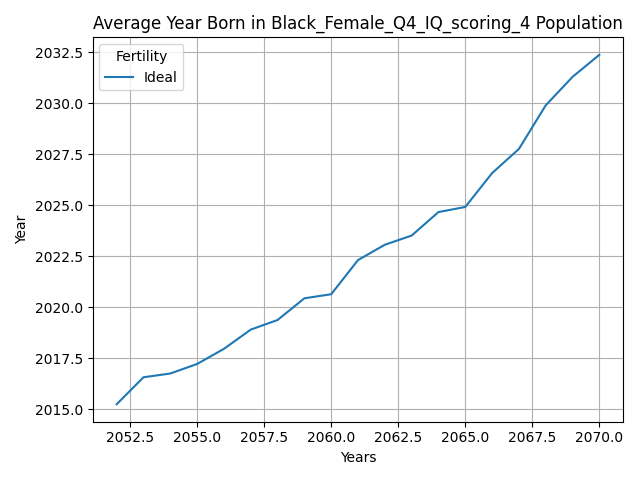 Average Year Born in Black_Female_Q4_IQ_scoring_4 Population
Fertility
Ideal
2032.5
2030.0
2027.5
2025.0
2022.5
2020.0
2017.5
2015.0
Year
2052.5 2055.0 2057.5 2060.0 2062.5 2065.0 2067.5 2070.0
Years